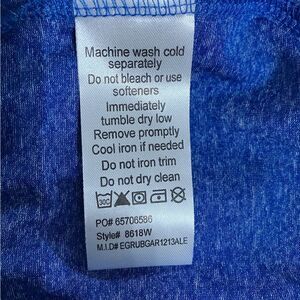 Machine wash cold
separately
Do not bleach or use
softeners
Immediately
tumble dry low
Remove promptly
Cool iron if needed
Do not iron trim
Do not dry clean
30C
PO# 65706586
Style# 8618W
M.I.D# EGRUBGAR1213ALE